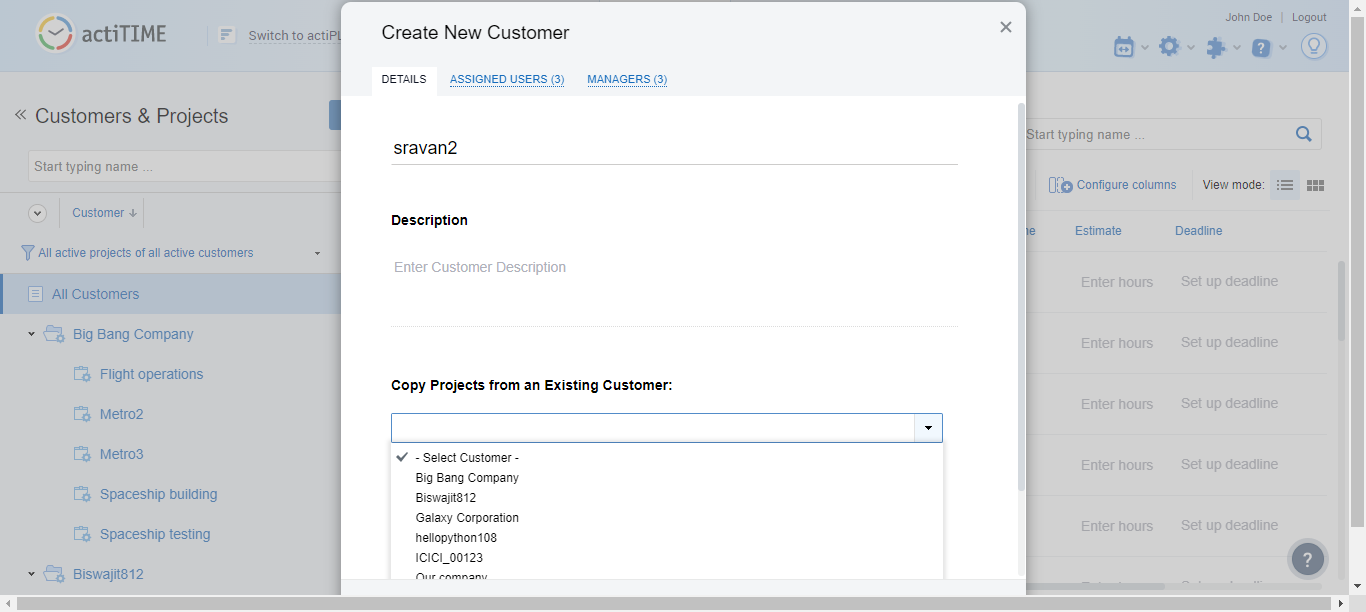 actiTIME
Switch to actiPL
John Doe
Logout
Customers & Projects
Start typing name ...
Customer
All active projects of all active customers
All Customers
Big Bang Company
Flight operations
Metro2
Metro3
Spaceship building
Spaceship testing
Biswajit812
Create New Customer
DETAILS
ASSIGNED USERS (3)
MANAGERS (3)
sravan2
Description
Enter Customer Description
Copy Projects from an Existing Customer:
- Select Customer -
Big Bang Company
Biswajit812
Galaxy Corporation
hellopython108
ICICI_00123
Our company
Start typing name ...
Configure columns
View mode:
Estimate
Deadline
Enter hours
Set up deadline
Enter hours
Set up deadline
Enter hours
Set up deadline
Enter hours
Set up deadline
Enter hours
Set up deadline
?